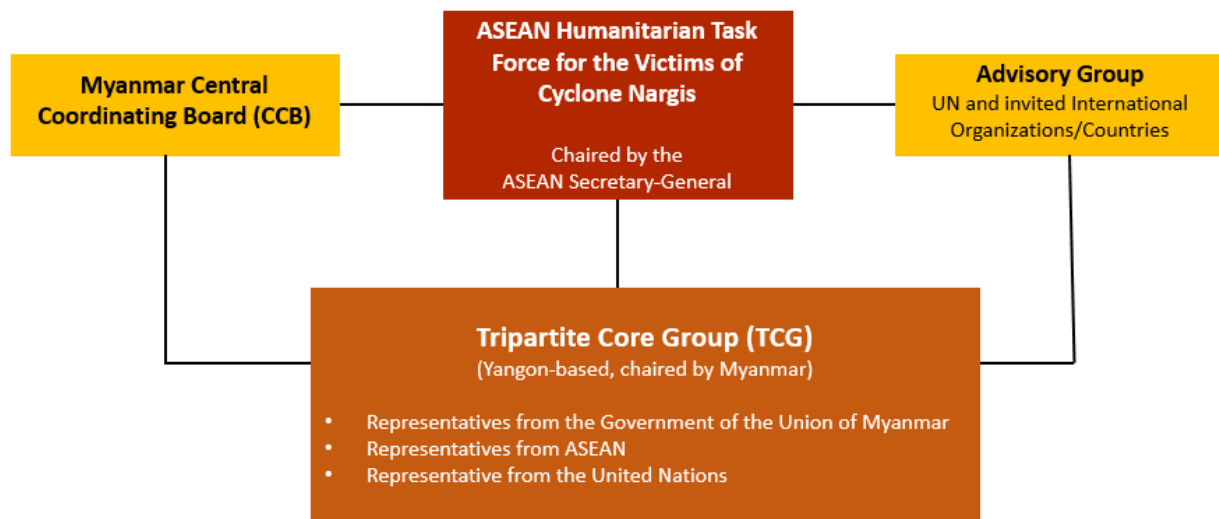 Myanmar Central
Coordinating Board (CCB)
ASEAN Humanitarian Task
Force for the Victims of
Cyclone Nargis
Chaired by the
ASEAN Secretary-General
Advisory Group
UN and invited International
Organizations/Countries
Tripartite Core Group (TCG)
(Yangon-based, chaired by Myanmar)
• Representatives from the Government of the Union of Myanmar
• Representatives from ASEAN
• Representative from the United Nations